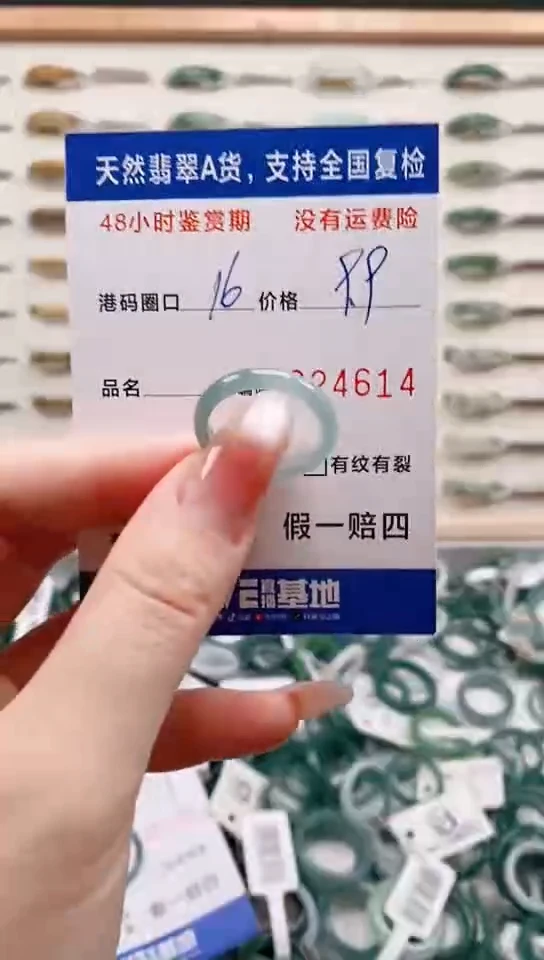 天然翡翠A货，支持全国复检
48小时鉴赏期 没有运费险
港码圈口 16 价格
品名 24614
有纹有裂
假一赔四
基地